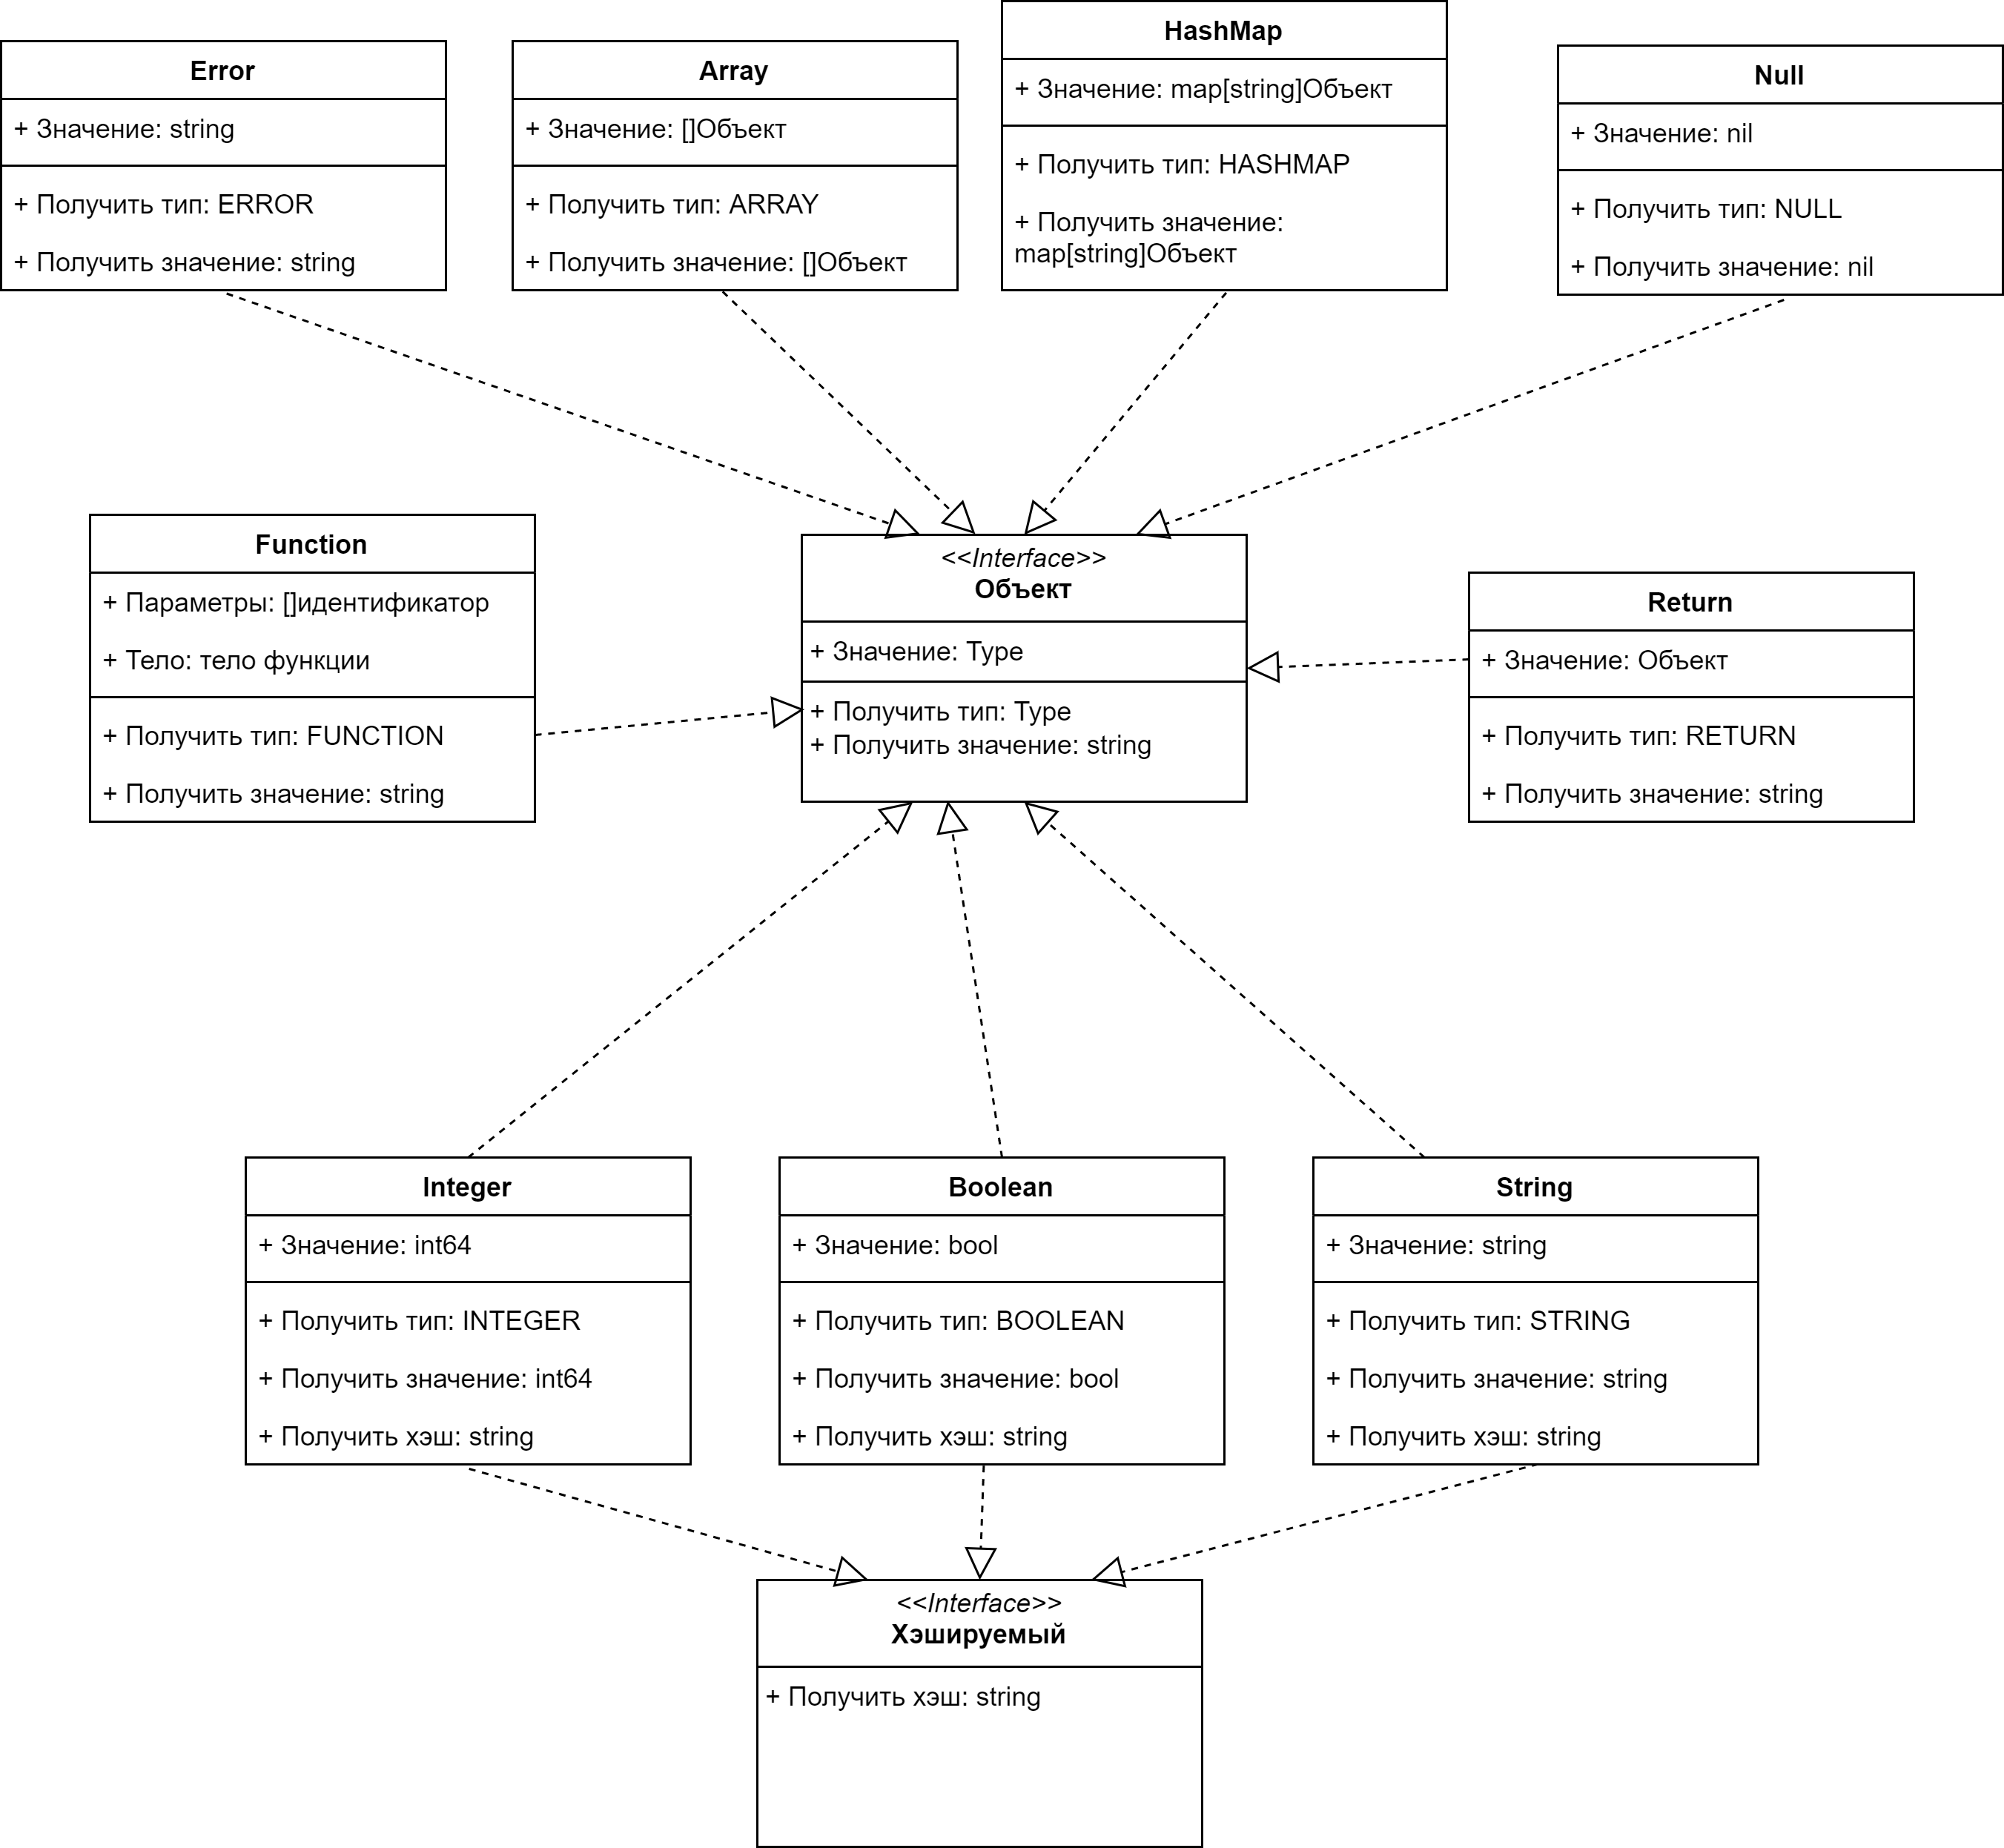 HashMap
+ Значение: map[string]Объект
+ Получить тип: HASHMAP
+ Получить значение:
map[string]Объект
Error
+ Значение: string
+ Получить тип: ERROR
+ Получить значение: string
Array
+ Значение: []Объект
+ Получить тип: ARRAY
+ Получить значение: []Объект
Null
+ Значение: nil
+ Получить тип: NULL
+ Получить значение: nil
Function
+ Параметры: []идентификатор
+ Тело: тело функции
+ Получить тип: FUNCTION
+ Получить значение: string
<<Interface>>
Объект
+ Значение: Type
+ Получить тип: Type
+ Получить значение: string
Return
+ Значение: Объект
+ Получить тип: RETURN
+ Получить значение: string
Integer
+ Значение: int64
+ Получить тип: INTEGER
+ Получить значение: int64
+ Получить хэш: string
Boolean
+ Значение: bool
+ Получить тип: BOOLEAN
+ Получить значение: bool
+ Получить хэш: string
String
+ Значение: string
+ Получить тип: STRING
+ Получить значение: string
+ Получить хэш: string
<<Interface>>
Хэшируемый
+ Получить хэш: string